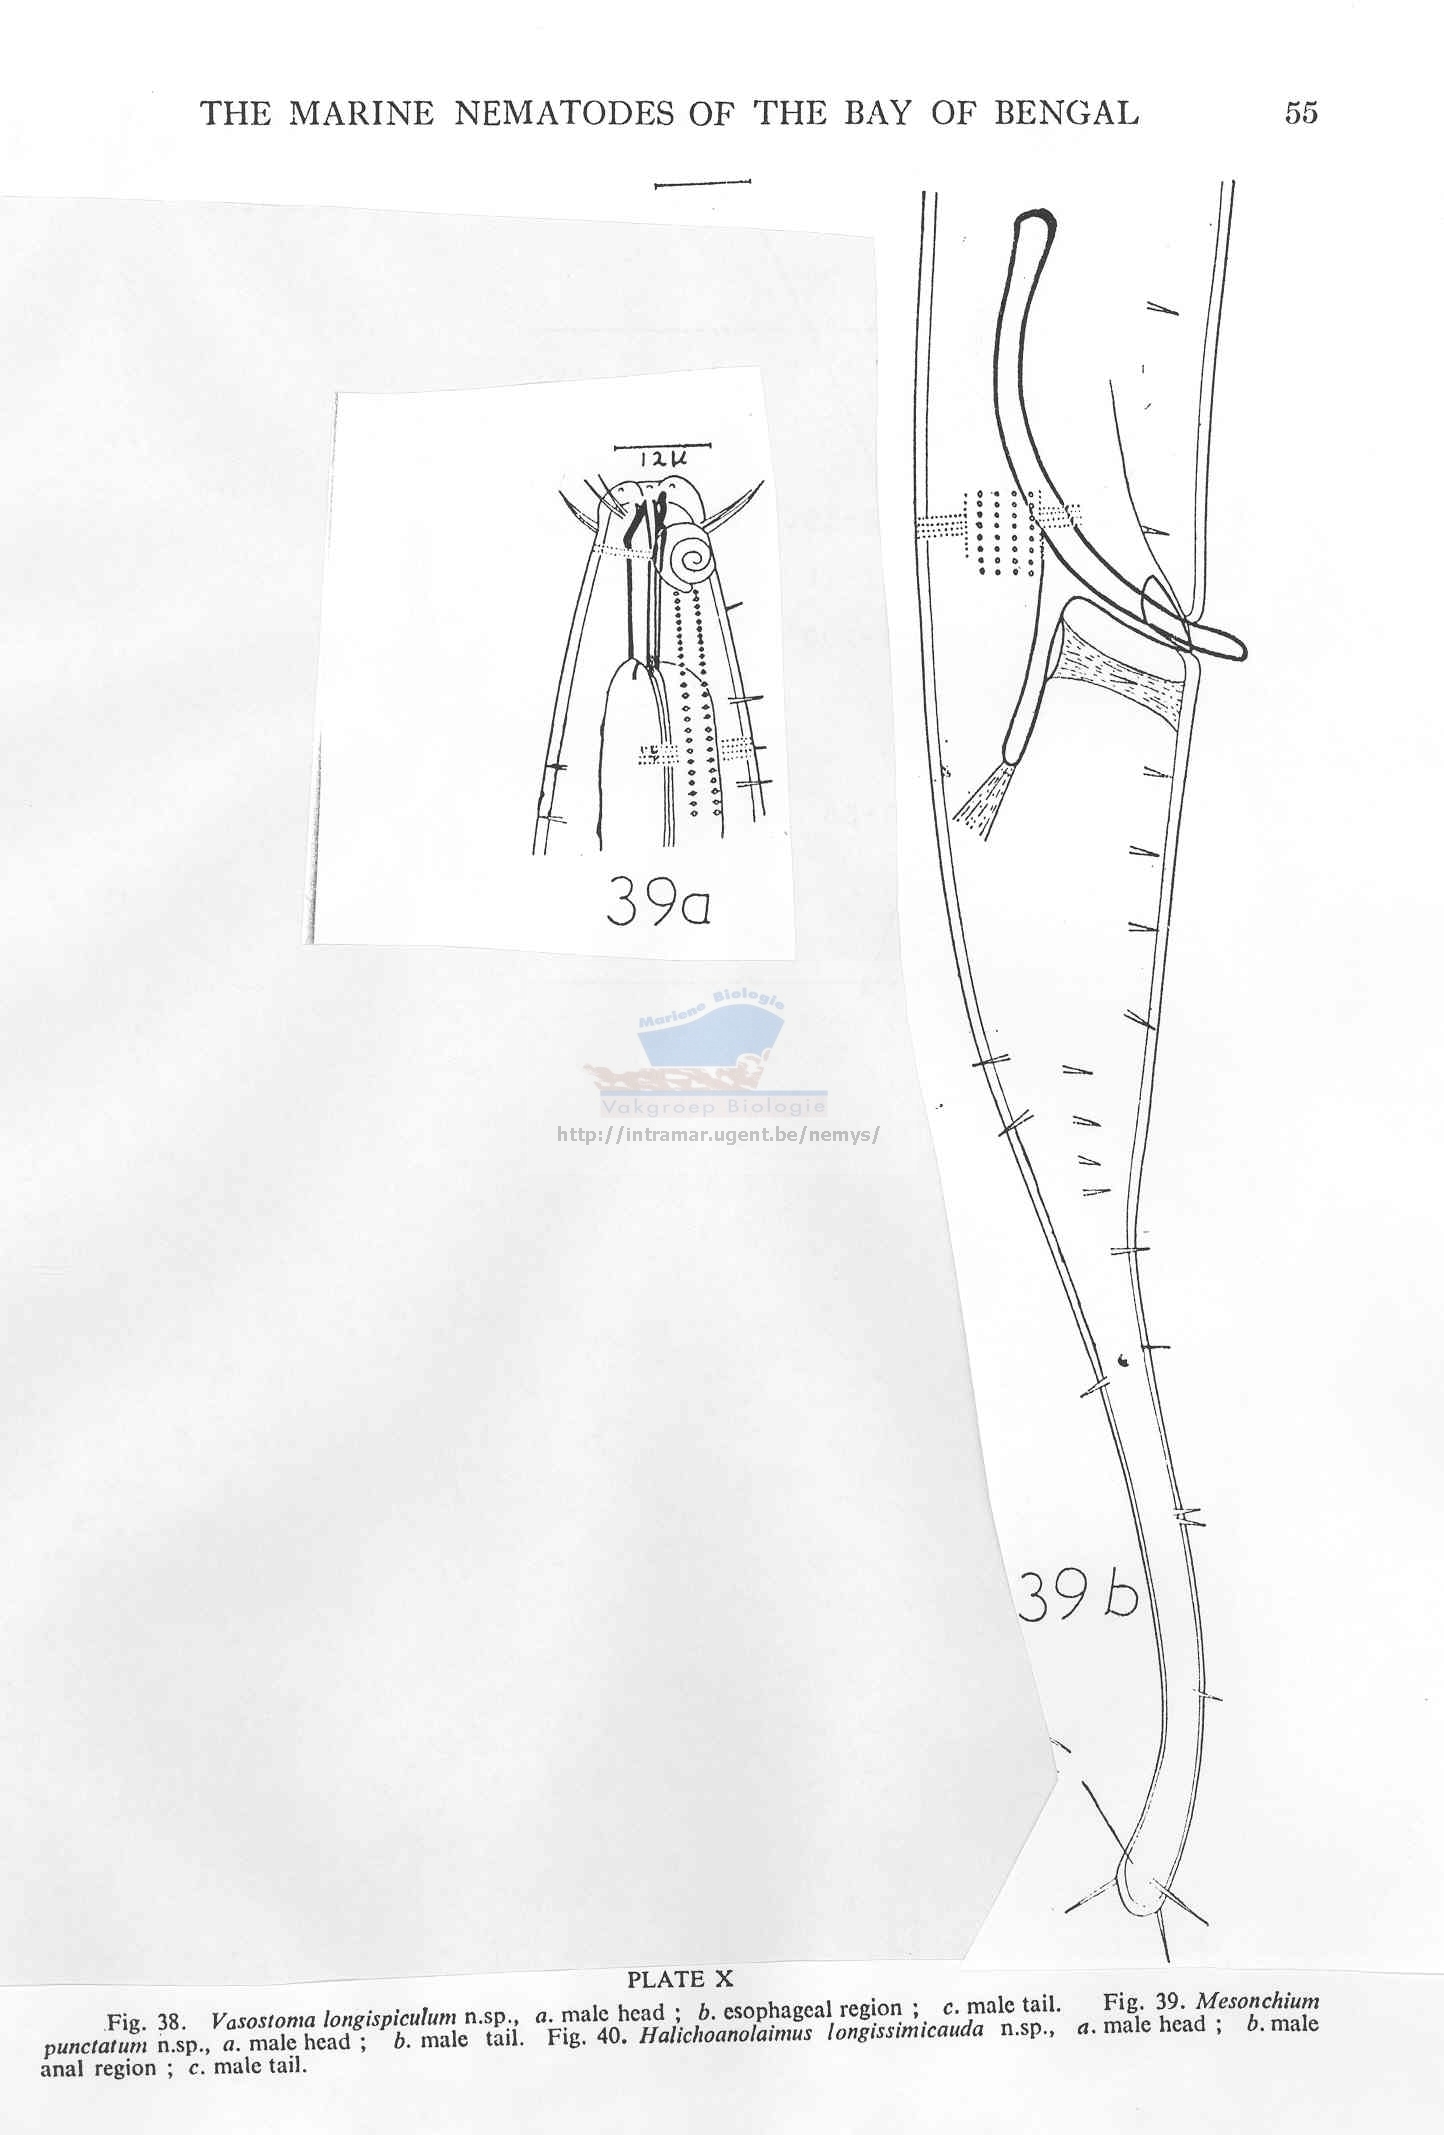 THE MARINE NEMATODES OF THE BAY OF BENGAL 55
12μ
39a
Mariene Biologie
Vakgroep Biologie
http://intramar.ugent.be/nemys/
39b
PLATE X
Fig. 38. Vasostoma longispiculum n.sp., a. male head ; b. esophageal region ; c. male tail. Fig. 39. Mesonchium
punctatum n.sp., a. male head ; b. male tail. Fig. 40. Halichoanolaimus longissimicauda n.sp., a. male head ; b. male
anal region ; c. male tail.